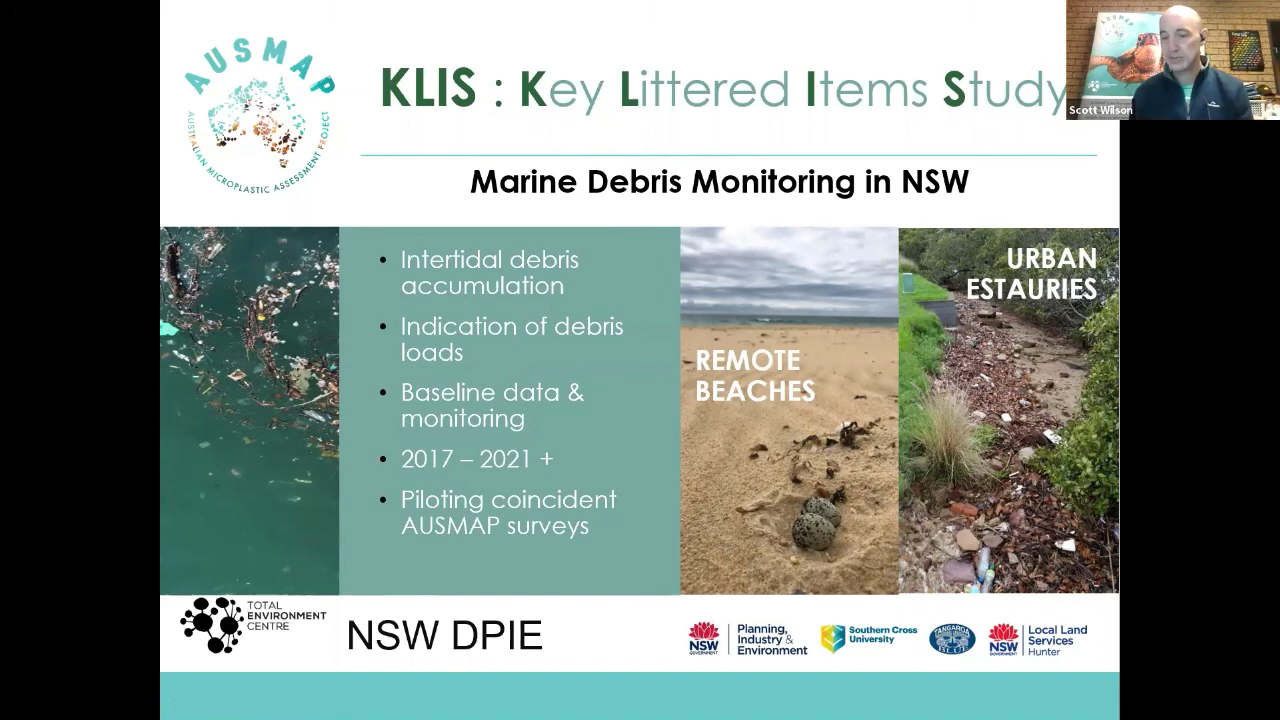 AUSMAP
AUSTRALIAN MICROPLASTIC ASSESSMENT PROJECT
KLIS : Key Littered Items Study
Scott Wilson
Marine Debris Monitoring in NSW
• Intertidal debris
accumulation
• Indication of debris
loads
• Baseline data &
monitoring
• 2017 – 2021 +
• Piloting coincident
AUSMAP surveys
REMOTE
BEACHES
URBAN
ESTAURIES
TOTAL
ENVIRONMENT
CENTRE
NSW DPIE
NSW
GOVERNMENT
Planning,
Industry &
Environment
Southern Cross
University
TANGAROA
NSW
GOVERNMENT
Local Land
Services
Hunter